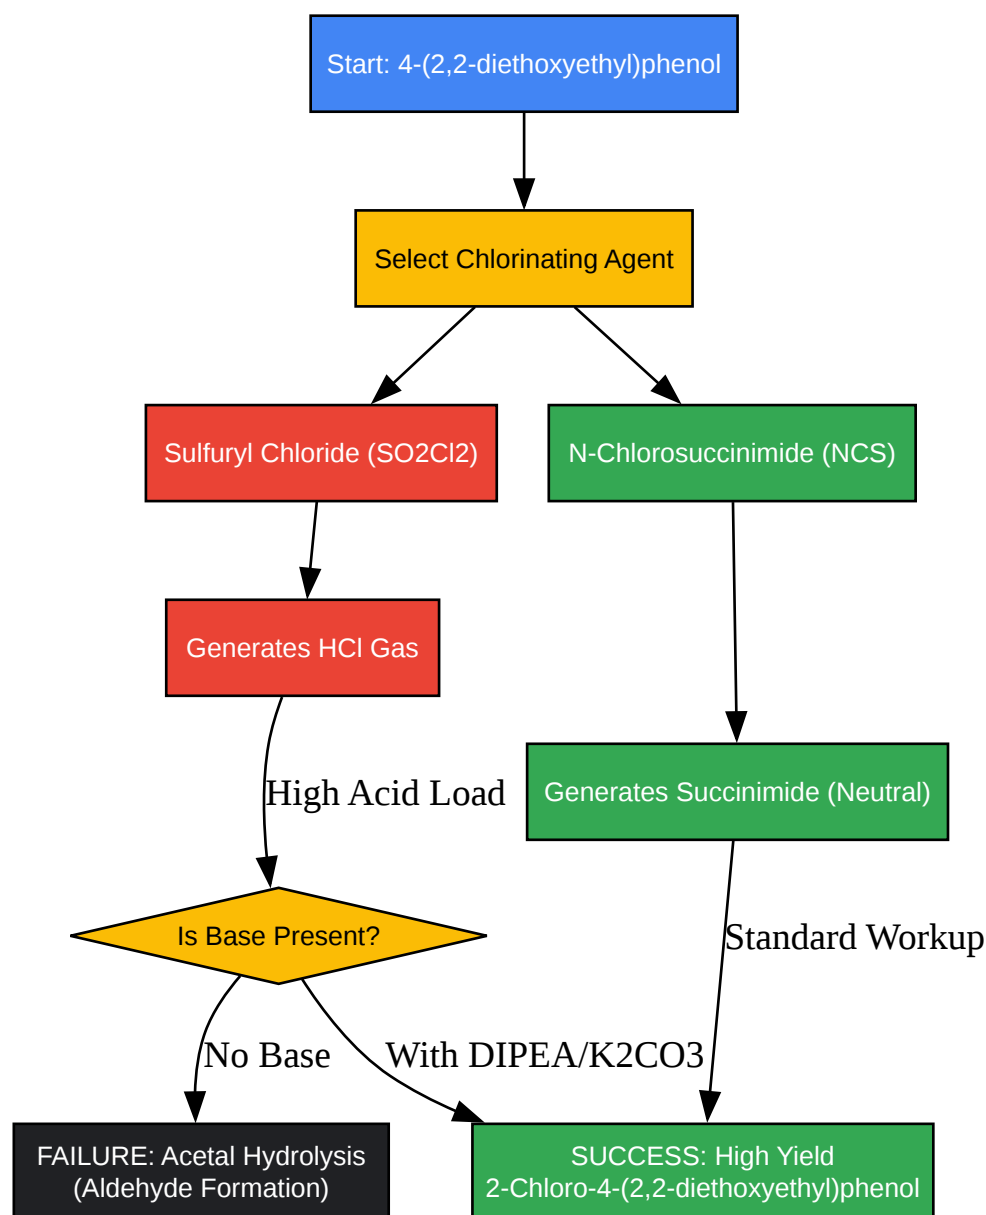 Start: 4-(2,2-diethoxyethyl)phenol
Select Chlorinating Agent
Sulfuryl Chloride (SO2Cl2)
N-Chlorosuccinimide (NCS)
Generates HCl Gas
High Acid Load
Generates Succinimide (Neutral)
Is Base Present?
Standard Workup
No Base
With DIPEA/K2CO3
FAILURE: Acetal Hydrolysis
(Aldehyde Formation)
SUCCESS: High Yield
2-Chloro-4-(2,2-diethoxyethyl)phenol